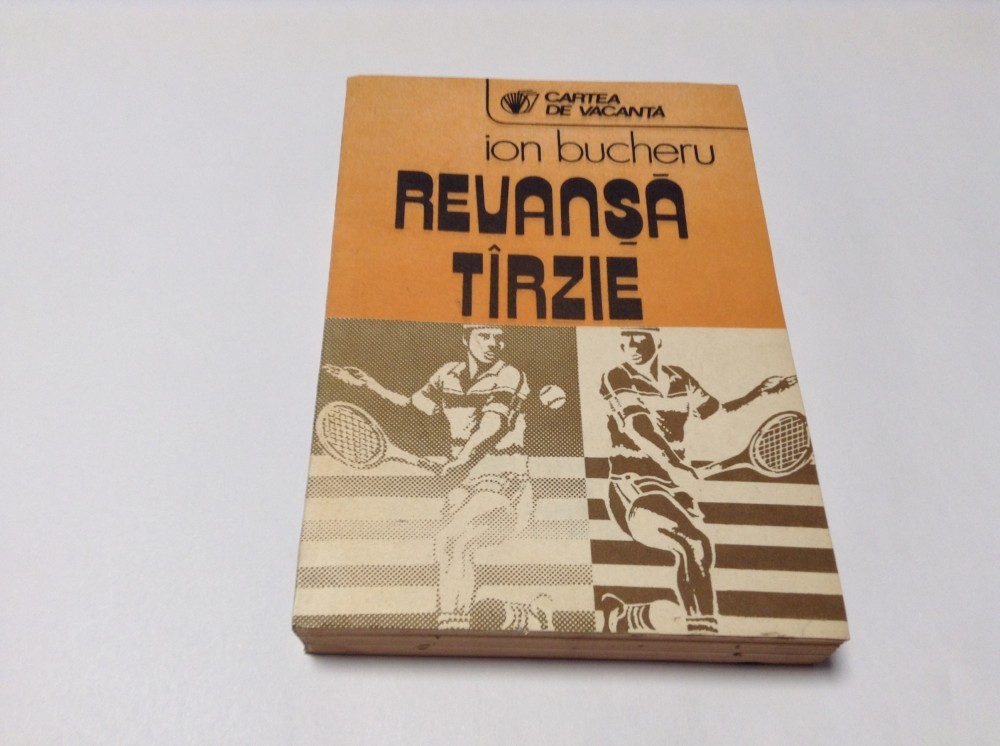 CARTEA
DE VACANȚĂ
ion bucheru
REVANȘĂ
TÎRZIE